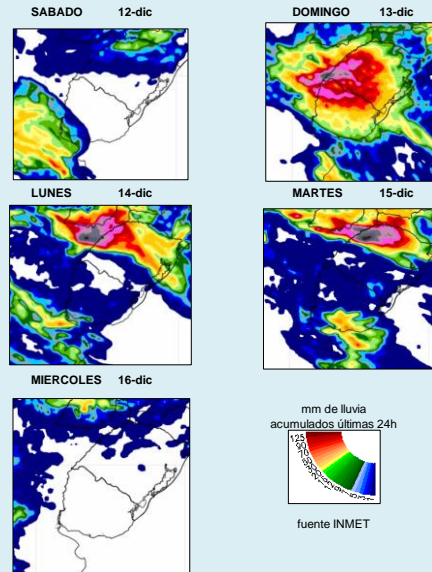 SABADO 12-dic
DOMINGO 13-dic
LUNES 14-dic
MARTES 15-dic
MIERCOLES 16-dic
mm de lluvia
acumulados últimas 24h
125
fuente INMET